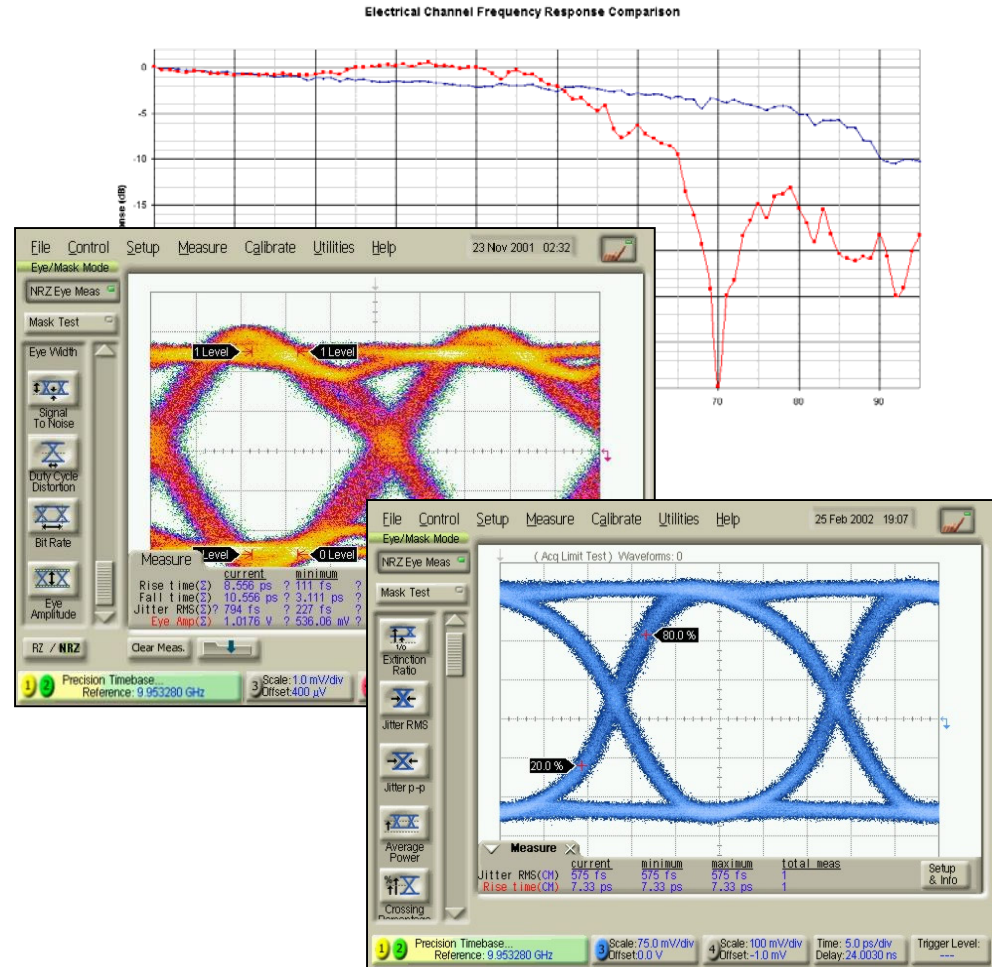 Electrical Channel Frequency Response Comparison
0
-5
-10
-15
70 80 90
File Control Setup Measure Calibrate Utilities Help 23 Nov 2001 02:32
Eye/Mask Mode
NRZ Eye Meas
Mask Test
Eye Width
Signal
To Noise
Duty Cycle
Distortion
Bit Rate
Eye
Amplitude
RZ / NRZ
1 Level 1 Level
Level 0 Level
Measure
current minimum
Rise time(Σ) 8.556 ps ? 111 fs ?
Fall time(Σ) 10.556 ps ? 3.111 ps ?
Jitter RMS(Σ)? 794 fs ? 227 fs ?
Eye Amp(Σ) 1.0176 V ? 536.06 mV ?
Clear Meas.
1 2 Precision Timebase...
Reference: 9.953280 GHz
3 Scale: 1.0 mV/div
Offset: 400 µV
File Control Setup Measure Calibrate Utilities Help 25 Feb 2002 19:07
Eye/Mask Mode
NRZ Eye Meas
Mask Test
Extinction
Ratio
Jitter RMS
Jitter p-p
Average
Power
Crossing
( Acq Limit Test ) Waveforms: 0
80.0 %
20.0 %
Measure
current minimum maximum total meas
Jitter RMS(CM) 575 fs 575 fs 575 fs 1
Rise time(CM) 7.33 ps 7.33 ps 7.33 ps 1
Setup
& Info
1 2 Precision Timebase...
Reference: 9.953280 GHz
3 Scale: 75.0 mV/div
Offset: 0.0 V
4 Scale: 100 mV/div
Offset: -1.0 mV
Time: 5.0 ps/div
Delay: 24.0030 ns
Trigger Level:
---